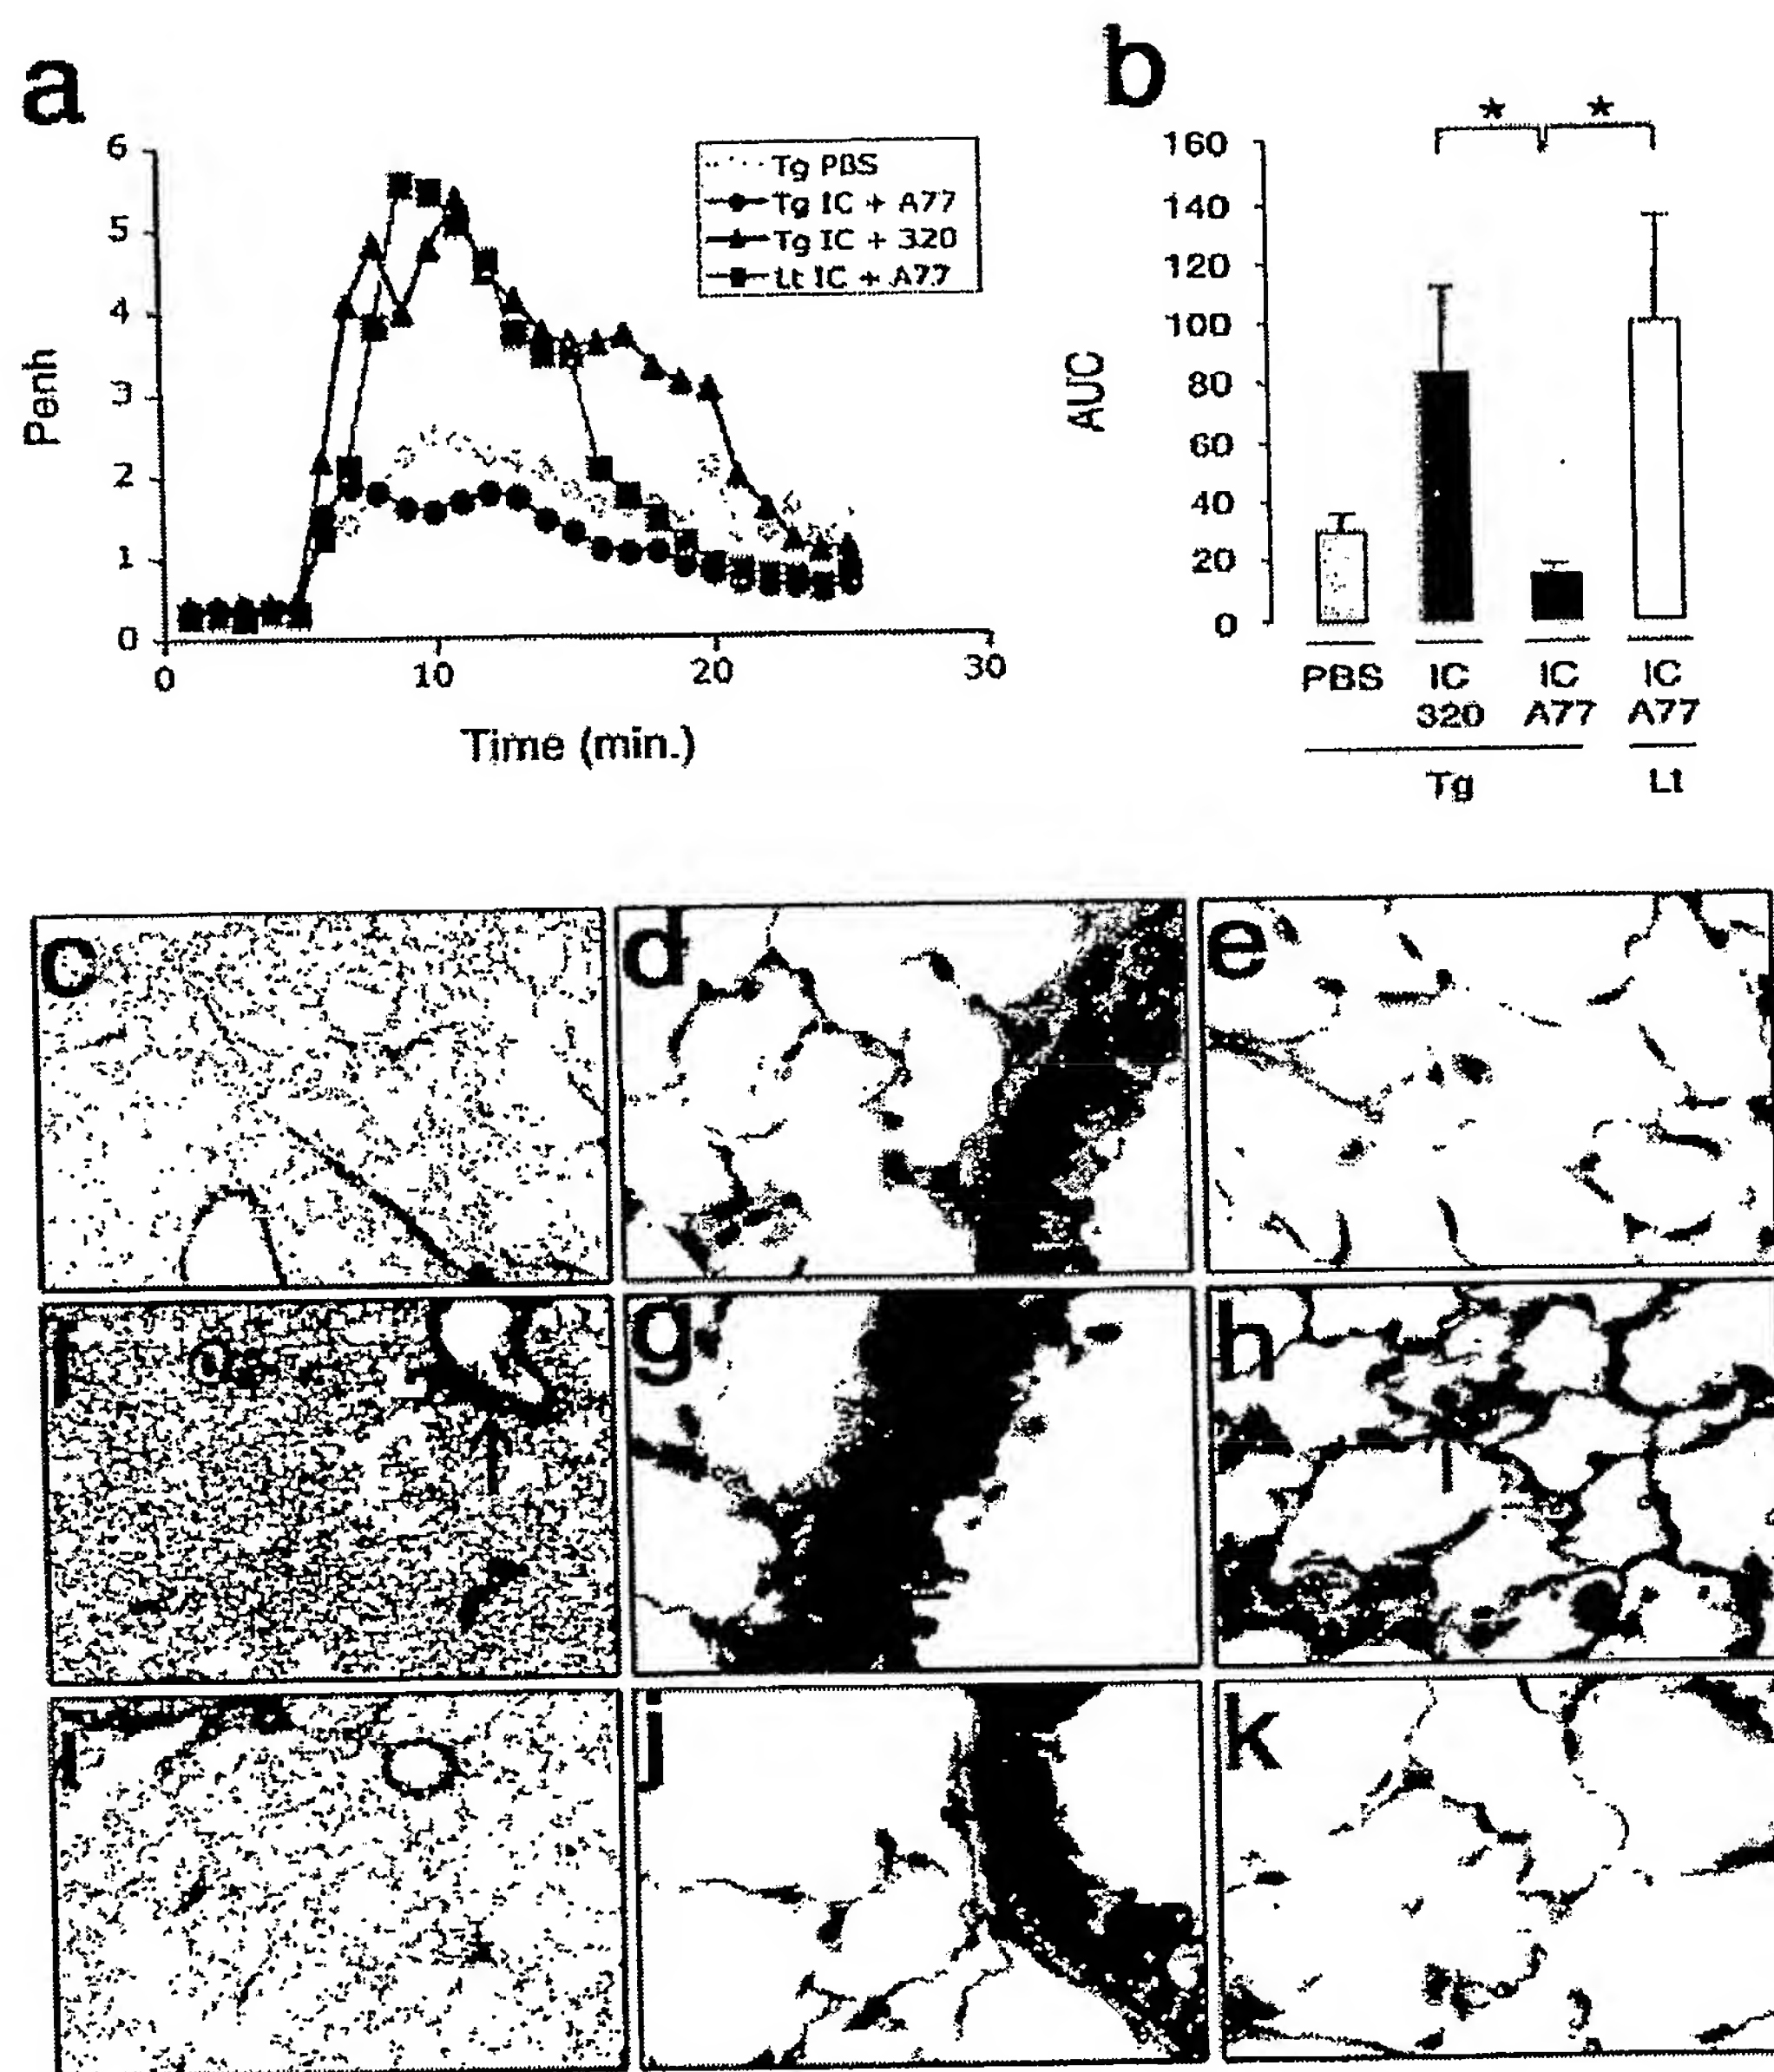 a
6
5
4
3
2
1
0
0
10
20
30
Penh
Time (min.)
Tg PBS
Tg IC + A77
Tg IC + 320
Lt IC + A77
b
* *
160
140
120
100
80
60
40
20
0
AUC
PBS IC IC IC
320 A77 A77
Tg Lt
c d e
f g h
i j k